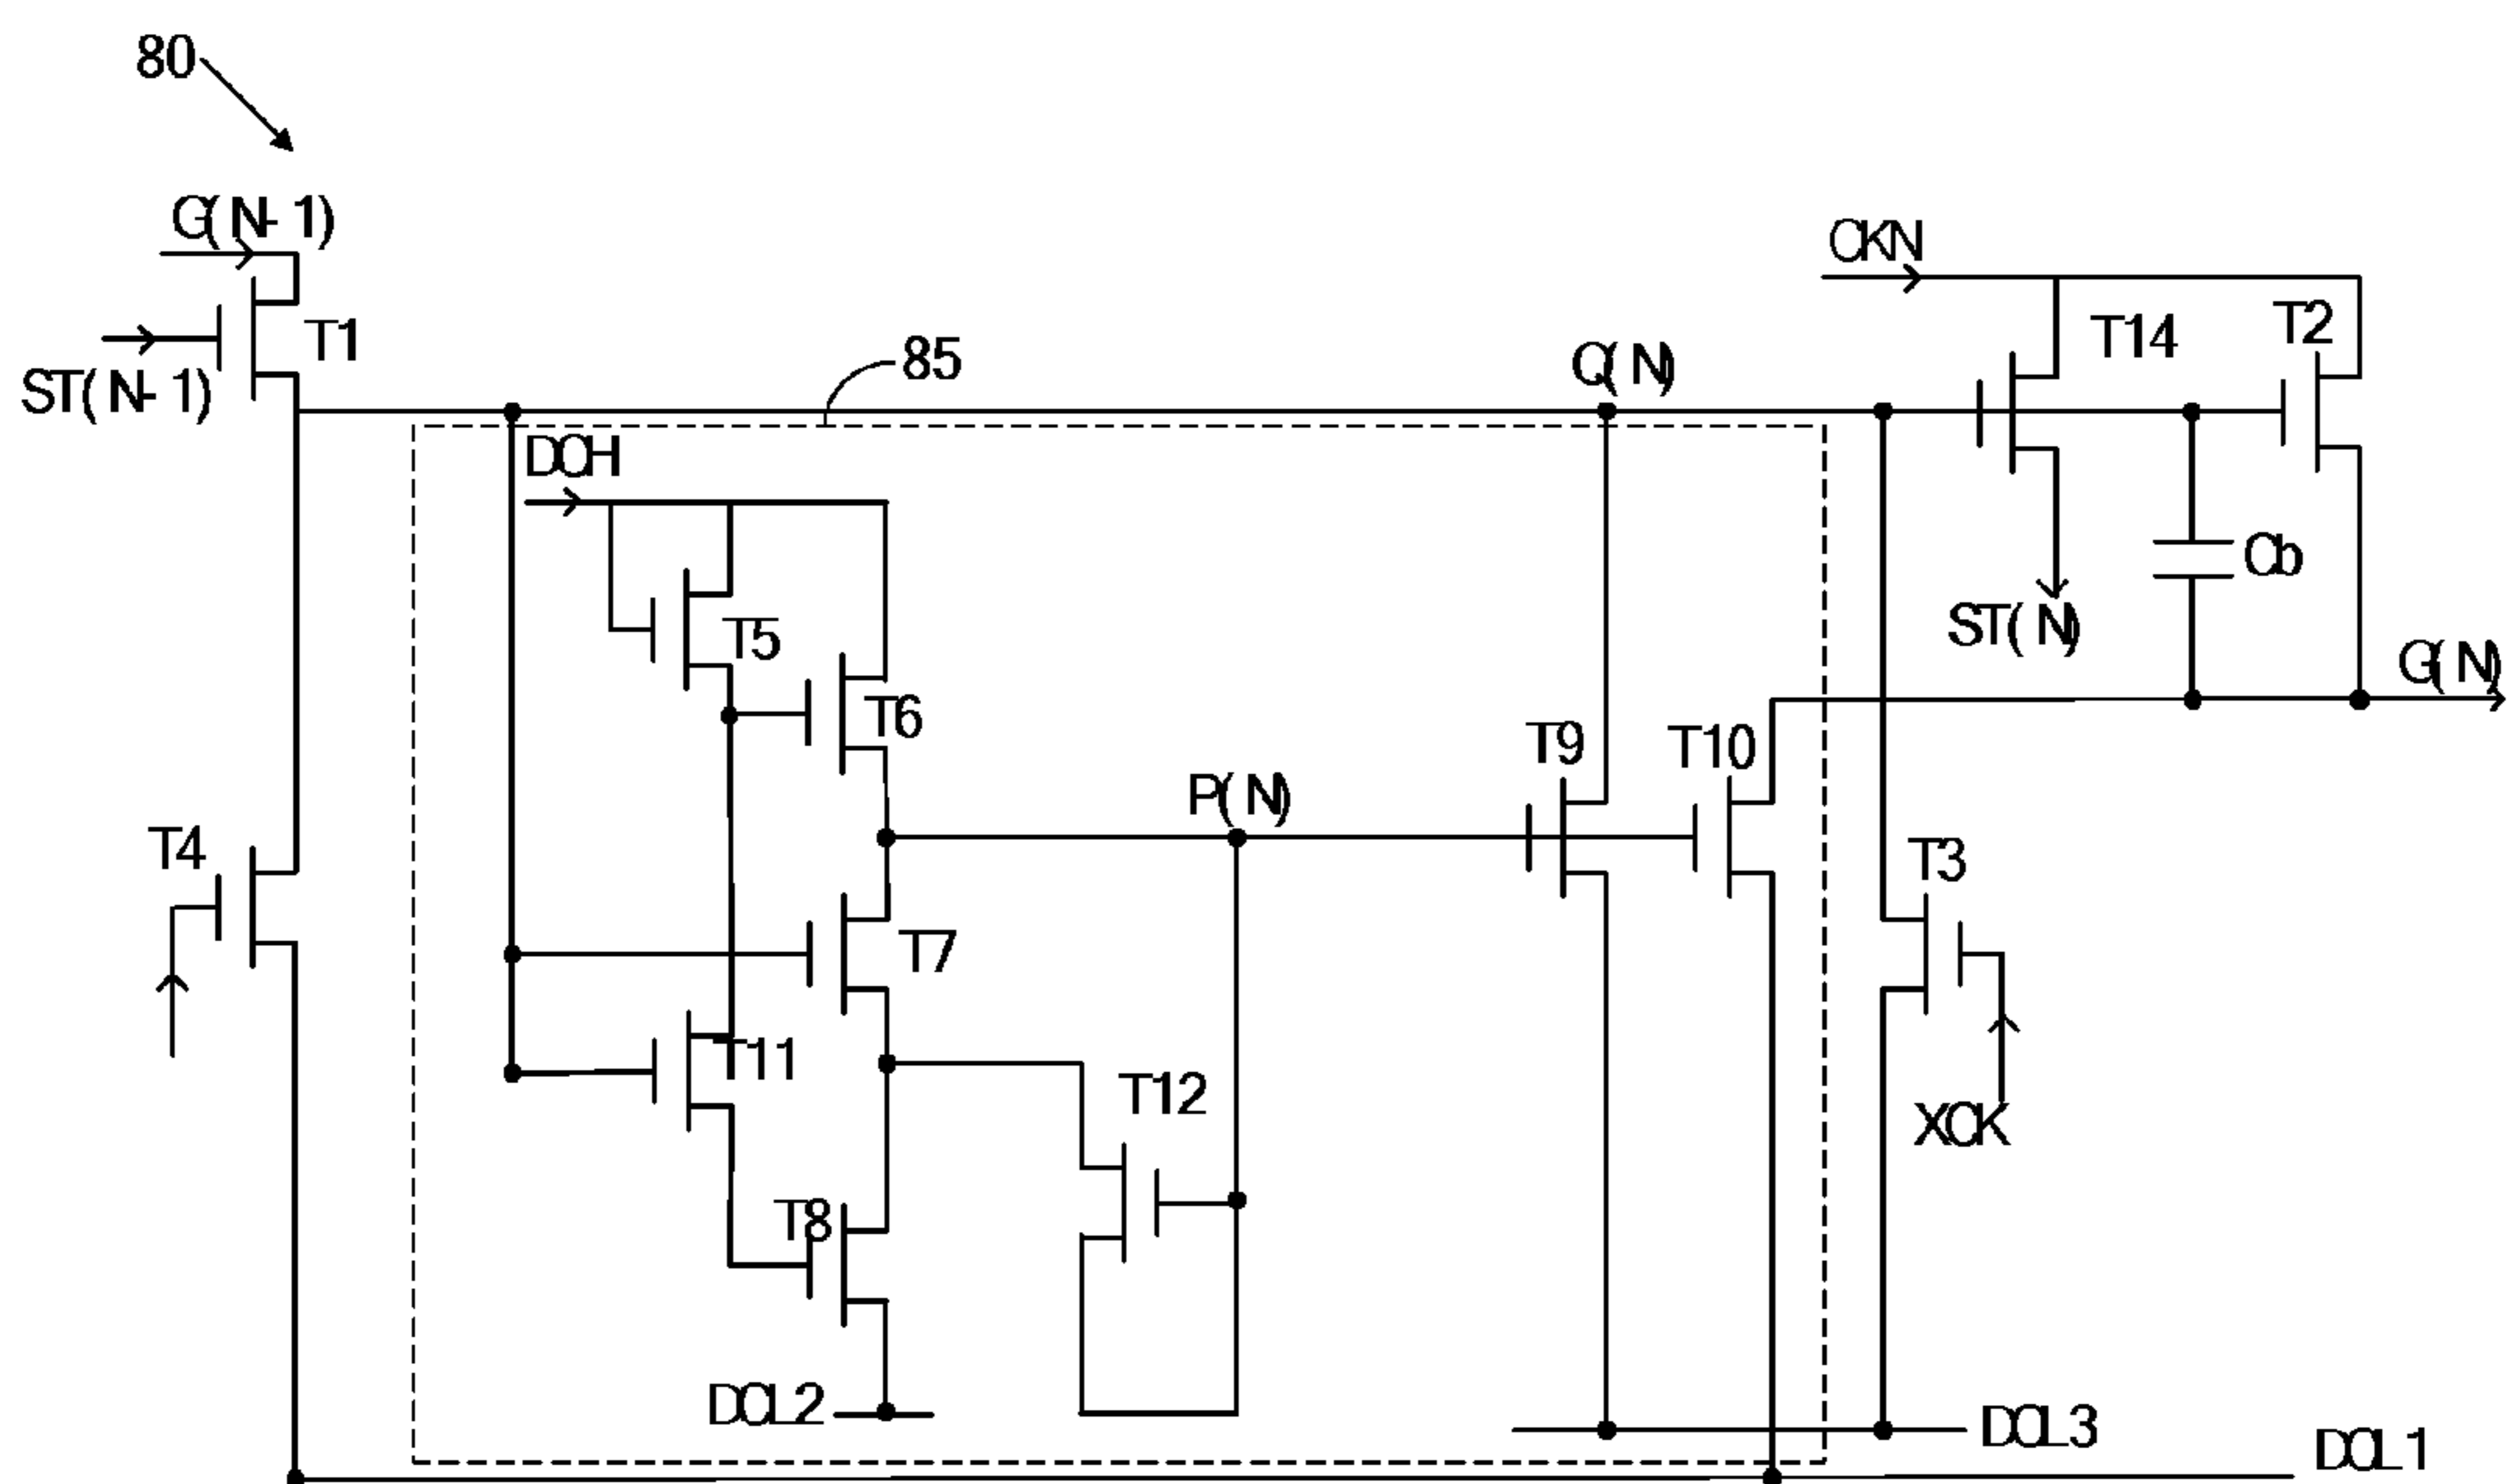 80
G(N-1)
CKN
T14
T2
T1
85
Q(N)
ST(N-1)
DCH
Cb
T5
ST(N)
G(N)
T6
T9
T10
P(N)
T4
T3
T7
T11
T12
XCK
T8
DCL2
DCL3
DCL1